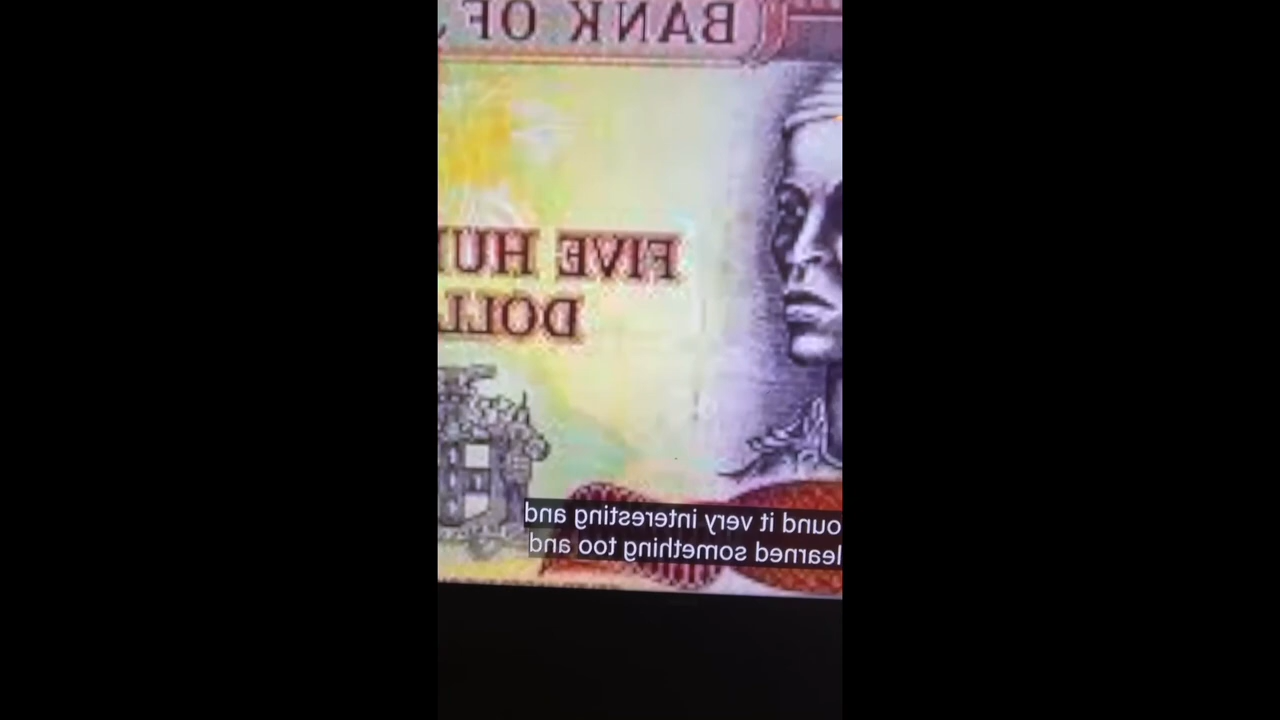 BANK OF
FIVE HU
DOLL
ound it very interesting and
learned something too and